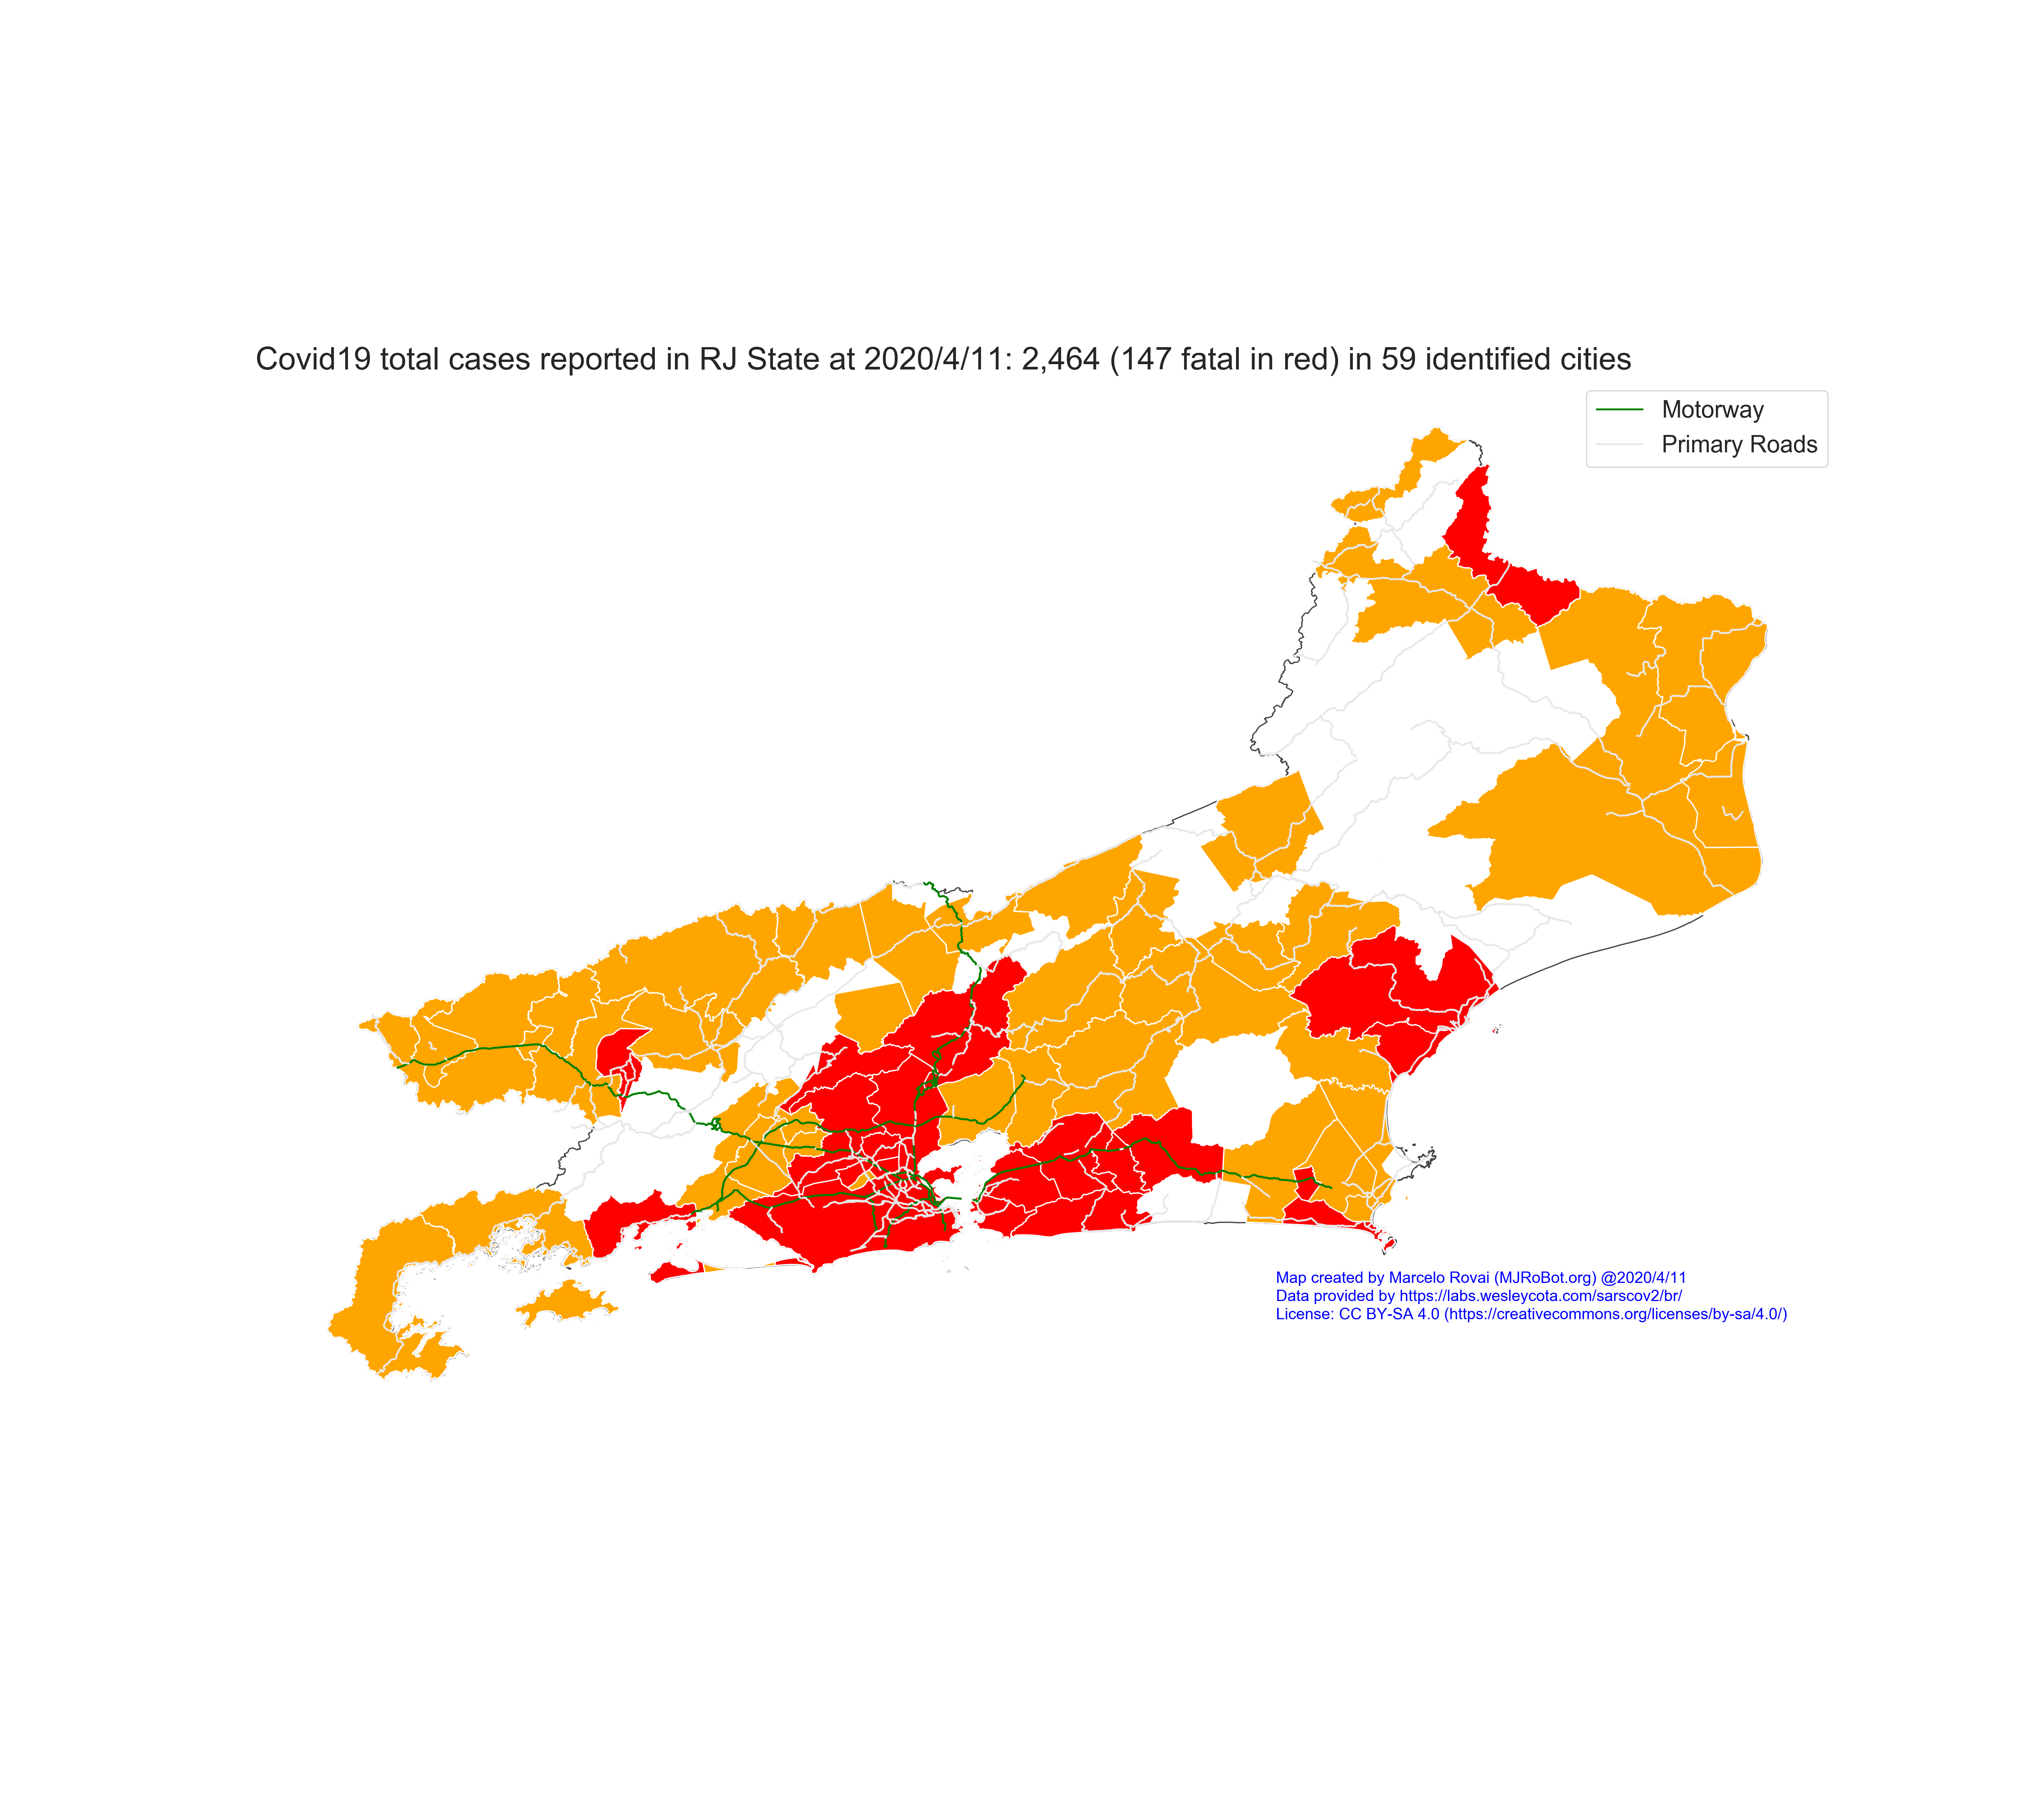 Covid19 total cases reported in RJ State at 2020/4/11: 2,464 (147 fatal in red) in 59 identified cities
Motorway
Primary Roads
Map created by Marcelo Rovai (MJRoBot.org) @2020/4/11
Data provided by https://labs.wesleycota.com/sarscov2/br/
License: CC BY-SA 4.0 (https://creativecommons.org/licenses/by-sa/4.0/)